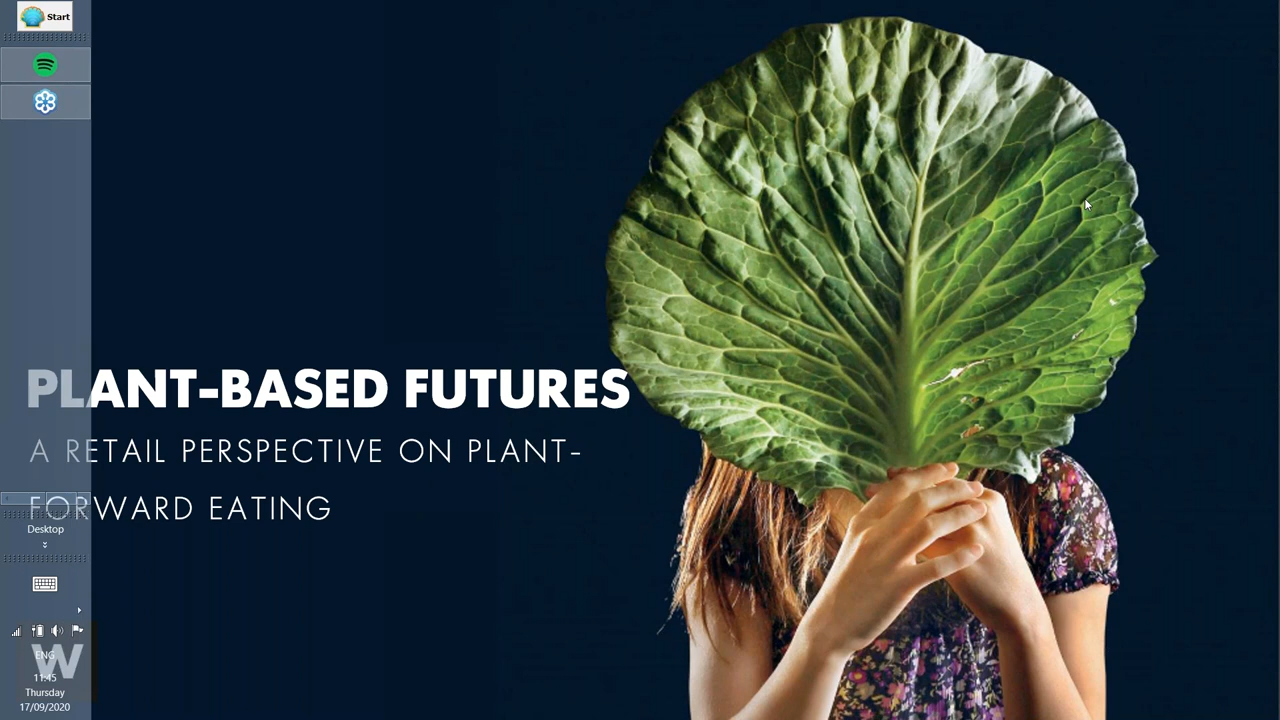 Start
PLANT-BASED FUTURES
A RETAIL PERSPECTIVE ON PLANT-
FORWARD EATING
Desktop
ENG
W
11:45
Thursday
17/09/2020